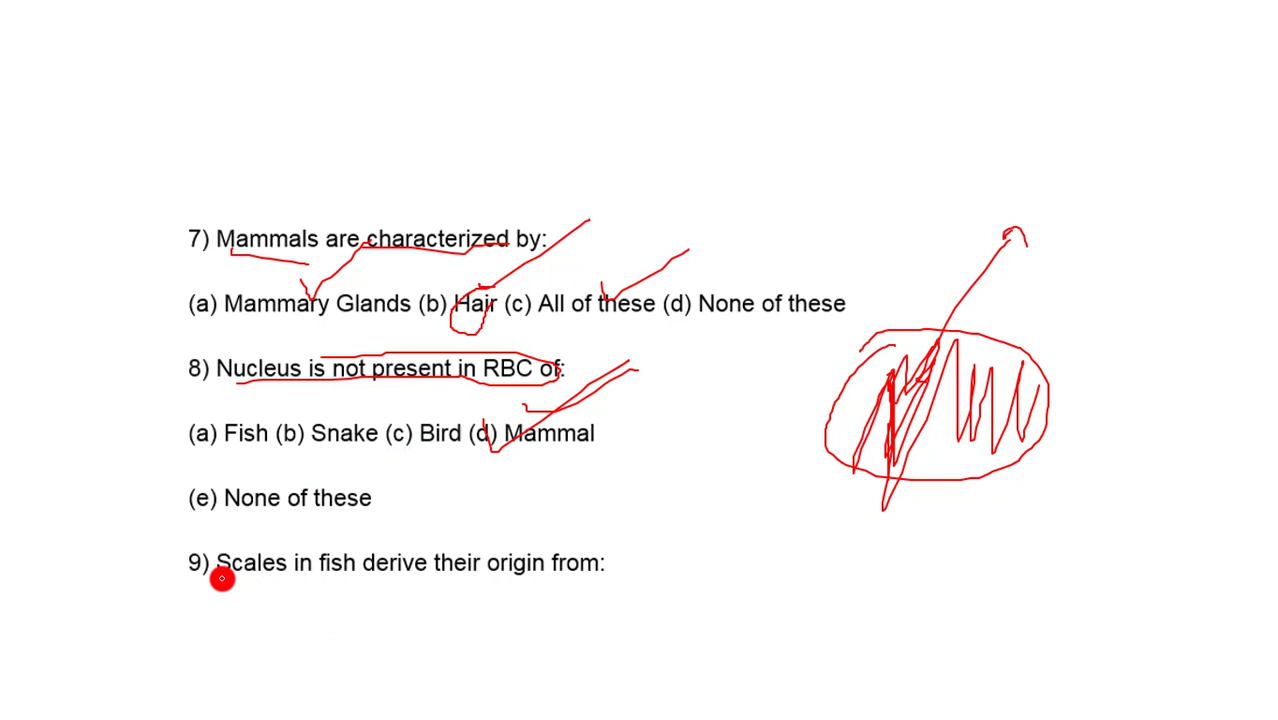 7) Mammals are characterized by:
(a) Mammary Glands (b) Hair (c) All of these (d) None of these
8) Nucleus is not present in RBC of:
(a) Fish (b) Snake (c) Bird (d) Mammal
(e) None of these
9) Scales in fish derive their origin from: